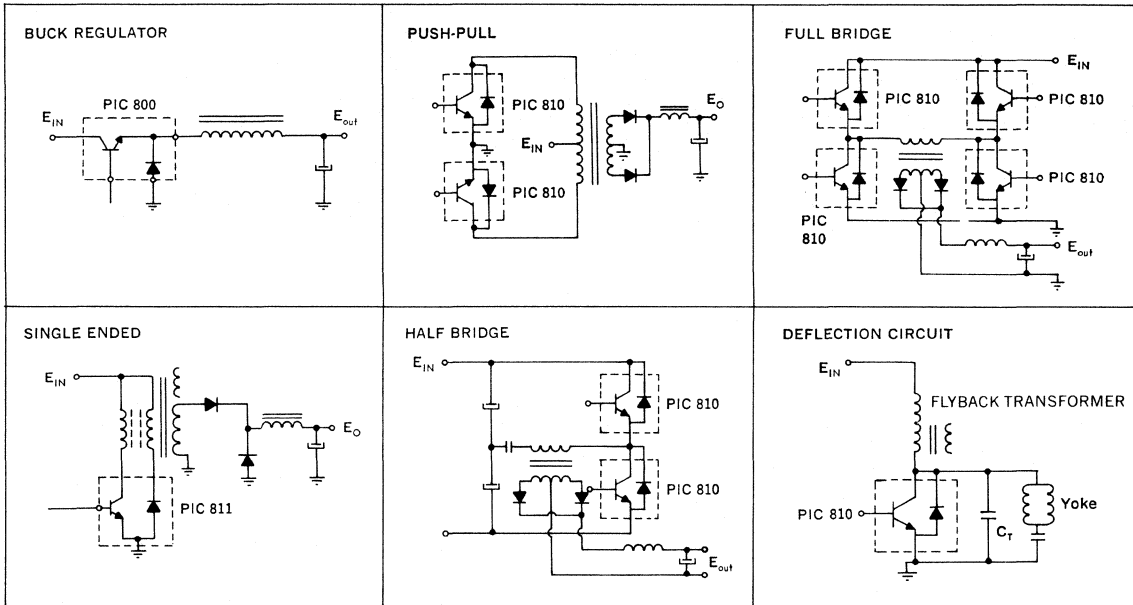 BUCK REGULATOR
PIC 800
E_IN
E_out
PUSH-PULL
PIC 810
E_O
E_IN
PIC 810
FULL BRIDGE
E_IN
PIC 810
PIC 810
PIC 810
PIC
810
E_out
SINGLE ENDED
E_IN
E_O
PIC 811
HALF BRIDGE
E_IN
PIC 810
PIC 810
E_out
DEFLECTION CIRCUIT
E_IN
FLYBACK TRANSFORMER
PIC 810
C_T
Yoke